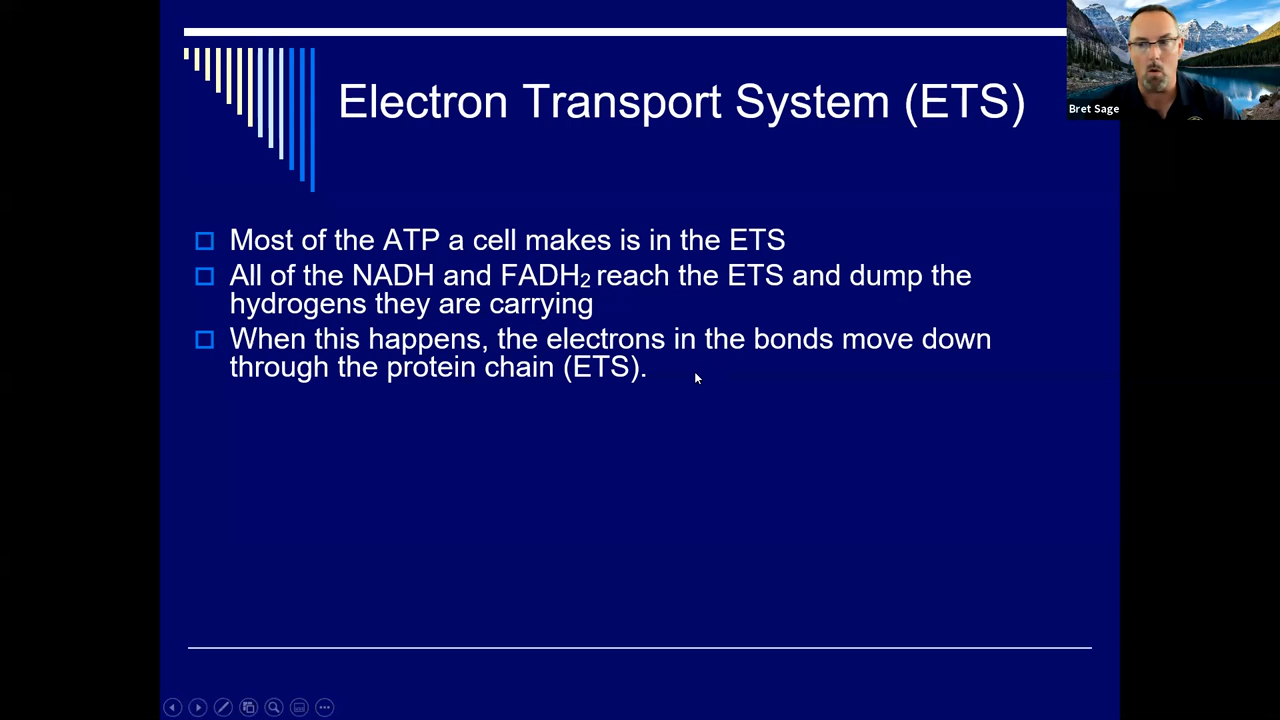 Electron Transport System (ETS)
Bret Sage
Most of the ATP a cell makes is in the ETS
All of the NADH and FADH₂ reach the ETS and dump the
hydrogens they are carrying
When this happens, the electrons in the bonds move down
through the protein chain (ETS).